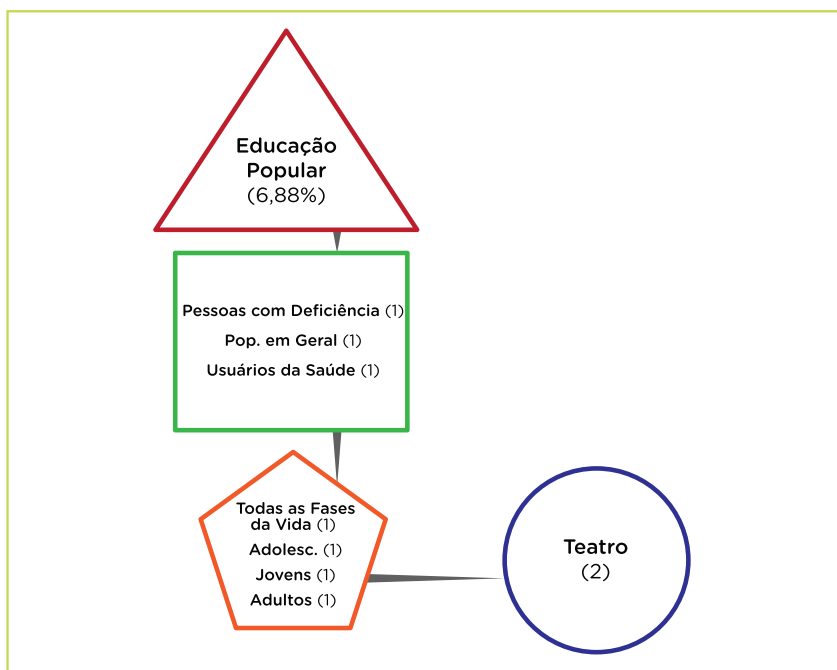 Educação
Popular
(6,88%)
Pessoas com Deficiência (1)
Pop. em Geral (1)
Usuários da Saúde (1)
Todas as Fases
da Vida (1)
Adolesc. (1)
Jovens (1)
Adultos (1)
Teatro
(2)